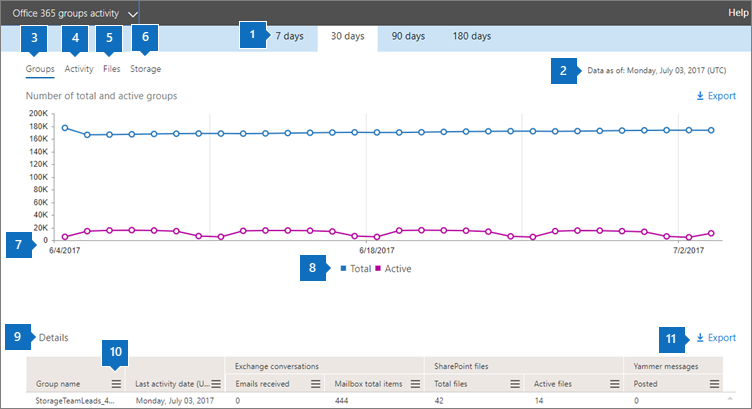 Office 365 groups activity
Help
1
7 days
30 days
90 days
180 days
3
4
5
6
Groups
Activity
Files
Storage
2
Data as of: Monday, July 03, 2017 (UTC)
Number of total and active groups
Export
200K
180K
160K
140K
120K
100K
80K
60K
40K
20K
0
7
6/4/2017
6/18/2017
7/2/2017
8
Total
Active
9
Details
11
Export
10
Exchange conversations
SharePoint files
Yammer messages
Group name
Last activity date (U...
Emails received
Mailbox total items
Total files
Active files
Posted
StorageTeamLeads_4...
Monday, July 03, 2017
0
444
42
14
0